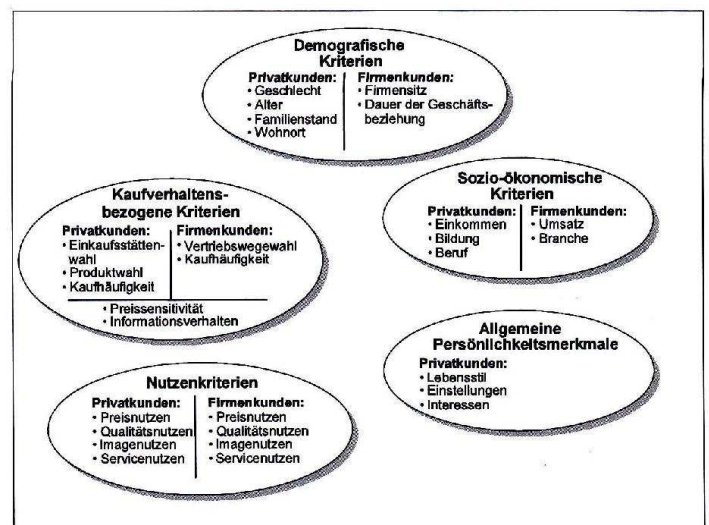 Demografische
Kriterien
Privatkunden:
• Geschlecht
• Alter
• Familienstand
• Wohnort
Firmenkunden:
• Firmensitz
• Dauer der Geschäfts-
beziehung
Kaufverhaltens-
bezogene Kriterien
Privatkunden:
• Einkaufsstätten-
wahl
• Produktwahl
• Kaufhäufigkeit
Firmenkunden:
• Vertriebswegewahl
• Kaufhäufigkeit
• Preissensitivität
• Informationsverhalten
Sozio-ökonomische
Kriterien
Privatkunden:
• Einkommen
• Bildung
• Beruf
Firmenkunden:
• Umsatz
• Branche
Nutzenkriterien
Privatkunden:
• Preisnutzen
• Qualitätsnutzen
• Imagenutzen
• Servicenutzen
Firmenkunden:
• Preisnutzen
• Qualitätsnutzen
• Imagenutzen
• Servicenutzen
Allgemeine
Persönlichkeitsmerkmale
Privatkunden:
• Lebensstil
• Einstellungen
• Interessen